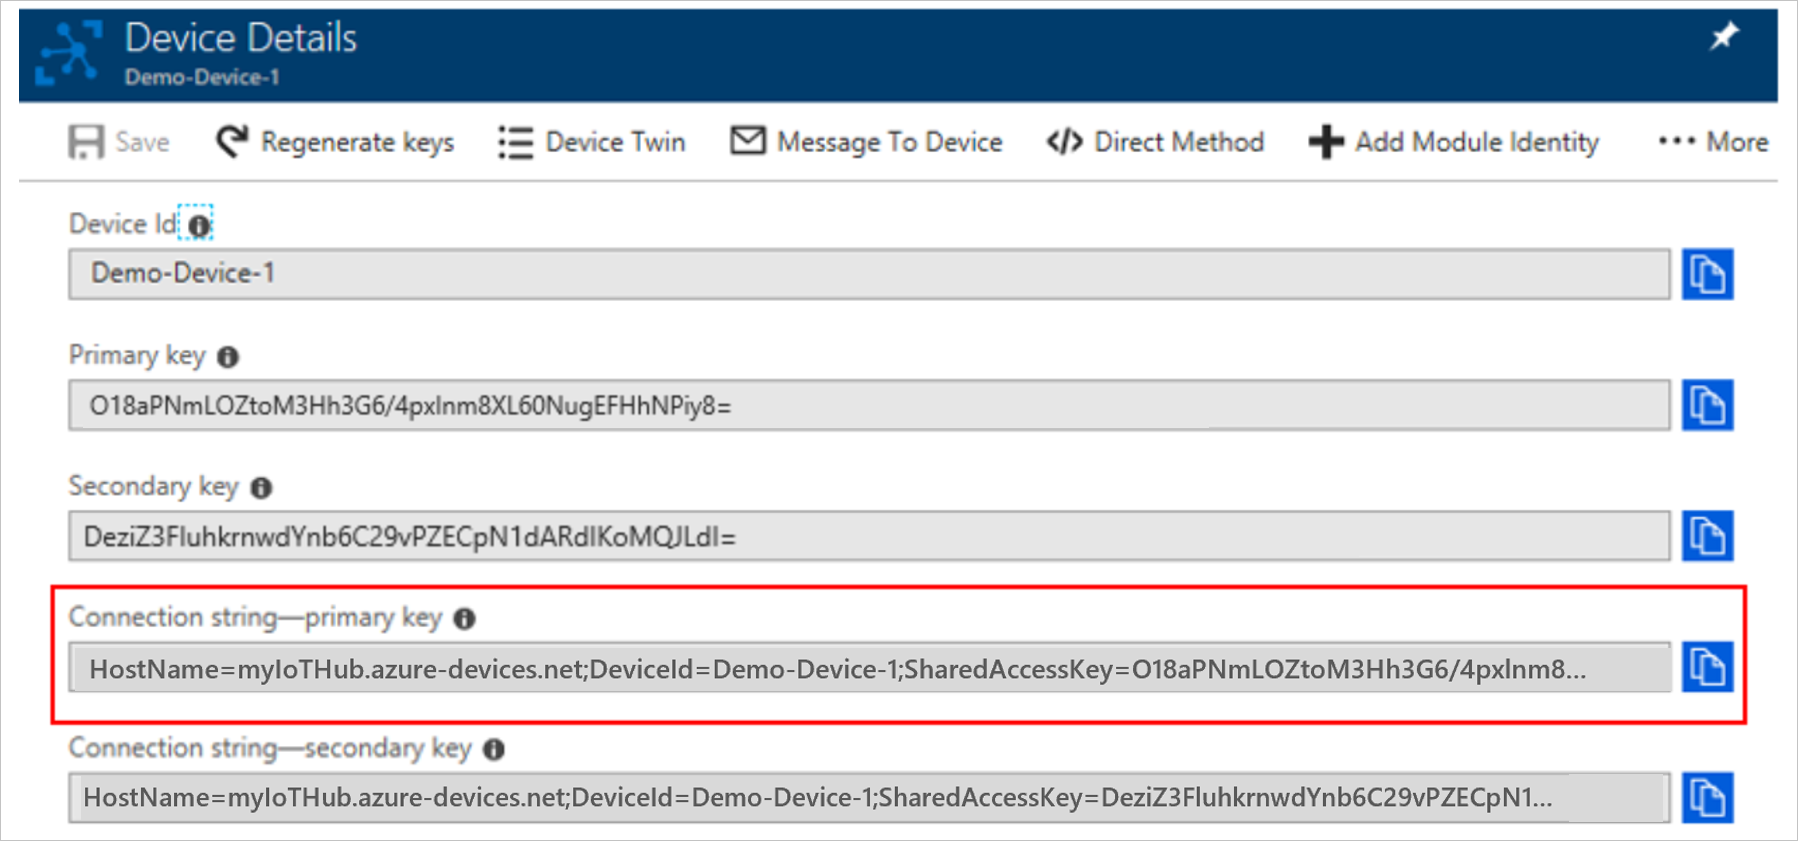 Device Details
Demo-Device-1
Save Regenerate keys Device Twin Message To Device Direct Method Add Module Identity More
Device Id
Demo-Device-1
Primary key
O18aPNmLOZtoM3Hh3G6/4pxlnm8XL60NugEFHhNPiy8=
Secondary key
DeziZ3FluhkrnwdYnb6C29vPZECpN1dARdlKoMQJLdI=
Connection string—primary key
HostName=myIoTHub.azure-devices.net;DeviceId=Demo-Device-1;SharedAccessKey=O18aPNmLOZtoM3Hh3G6/4pxlnm8...
Connection string—secondary key
HostName=myIoTHub.azure-devices.net;DeviceId=Demo-Device-1;SharedAccessKey=DeziZ3FluhkrnwdYnb6C29vPZECpN1...